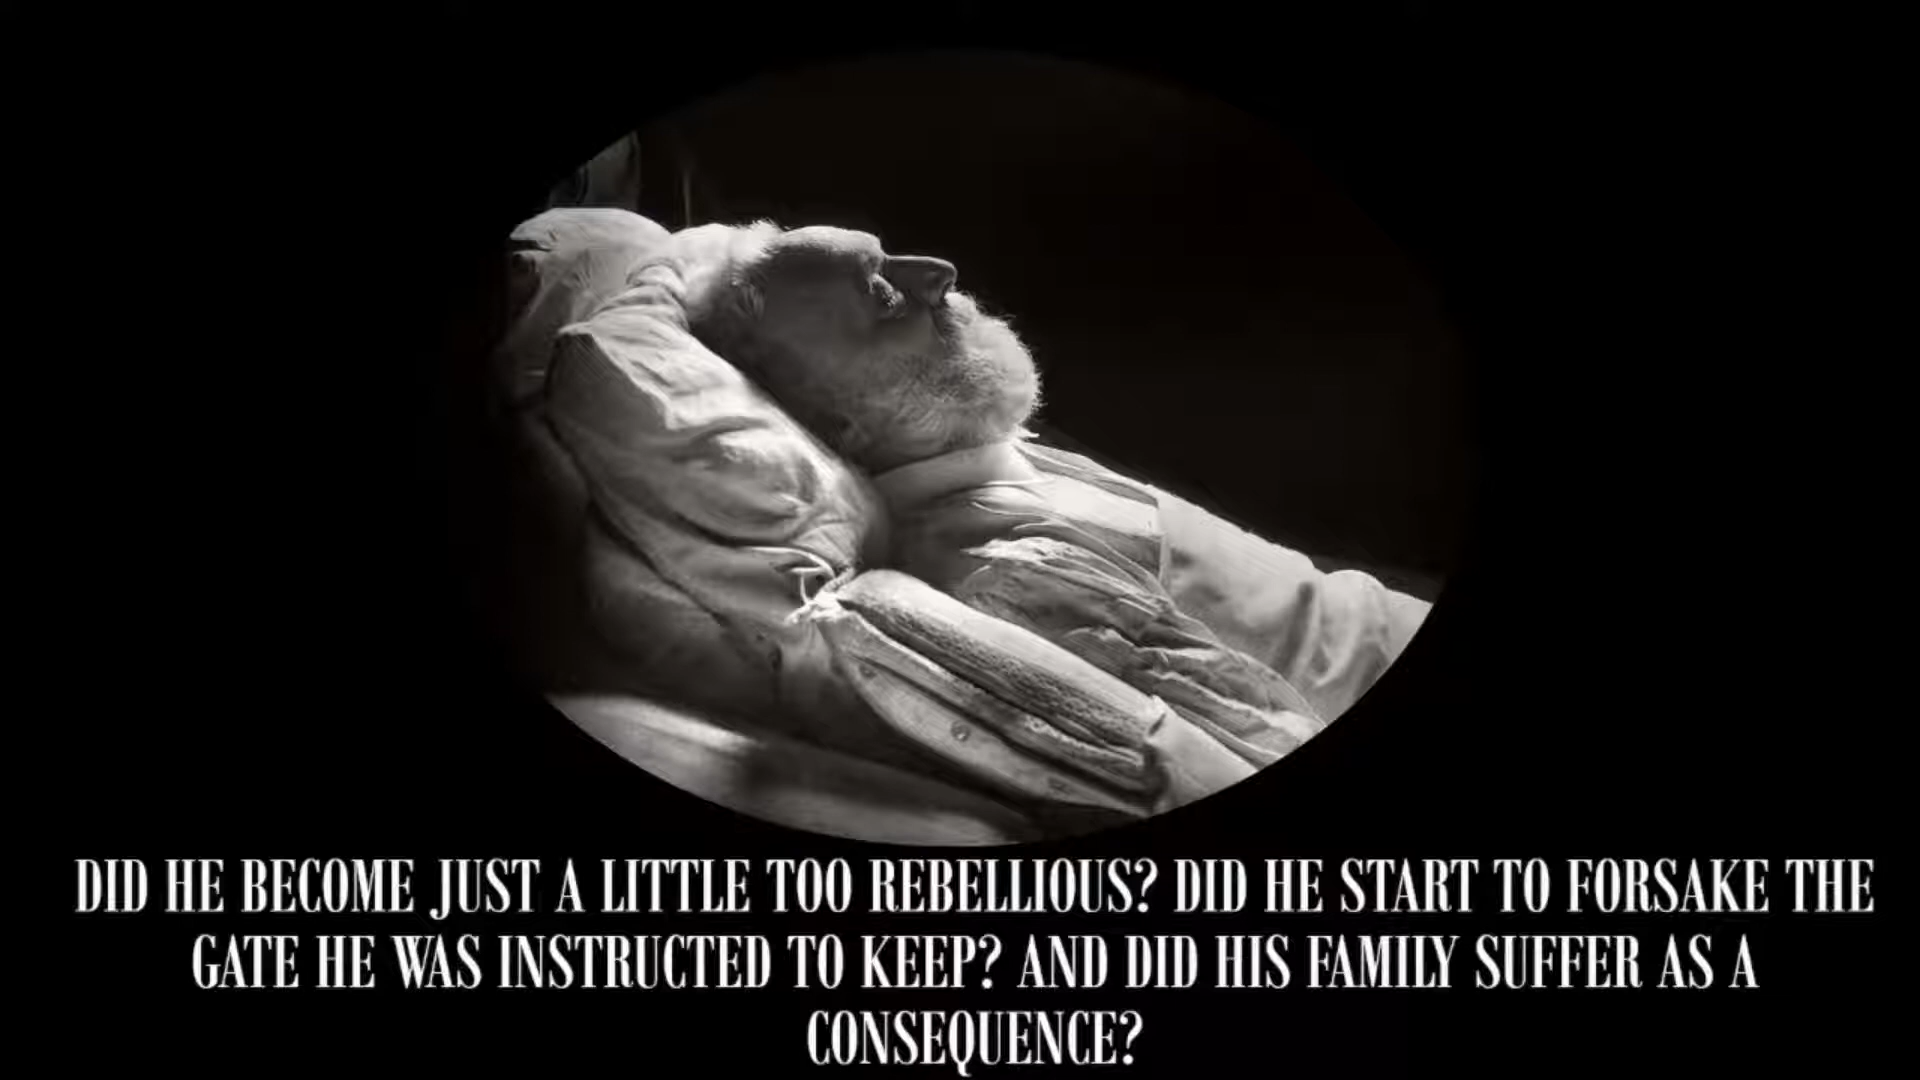 DID HE BECOME JUST A LITTLE TOO REBELLIOUS? DID HE START TO FORSAKE THE
GATE HE WAS INSTRUCTED TO KEEP? AND DID HIS FAMILY SUFFER AS A
CONSEQUENCE?